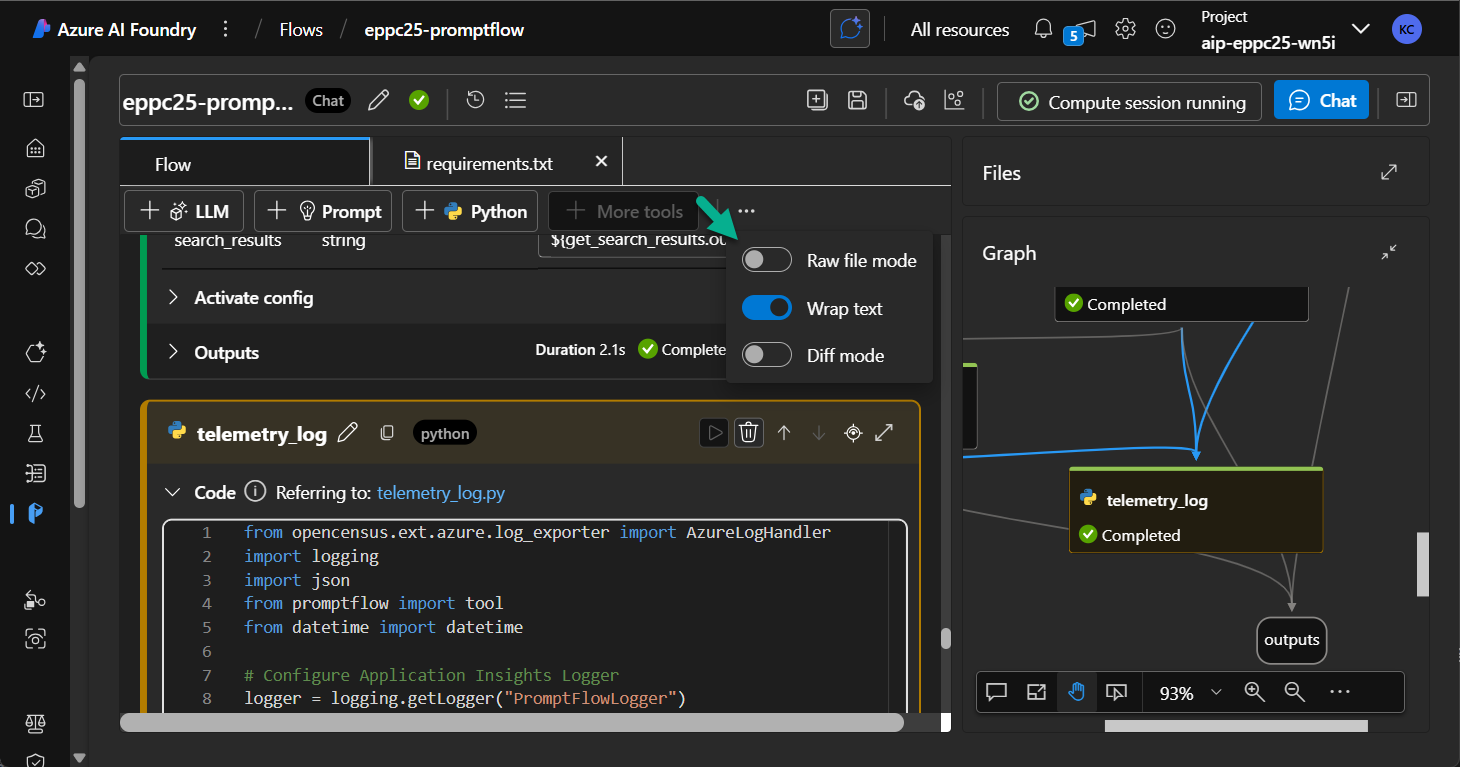 Azure AI Foundry / Flows / eppc25-promptflow
All resources
5
Project
aip-eppc25-wn5i
KC
eppc25-promp...
Chat
Compute session running
Chat
Flow
requirements.txt
LLM
Prompt
Python
More tools
search_results
string
${get_search_results.ou
Raw file mode
Wrap text
Diff mode
Activate config
Outputs
Duration 2.1s
Complete
telemetry_log
python
Code
Referring to: telemetry_log.py
1 from opencensus.ext.azure.log_exporter import AzureLogHandler
2 import logging
3 import json
4 from promptflow import tool
5 from datetime import datetime
6
7 # Configure Application Insights Logger
8 logger = logging.getLogger("PromptFlowLogger")
Files
Graph
Completed
telemetry_log
Completed
outputs
93%